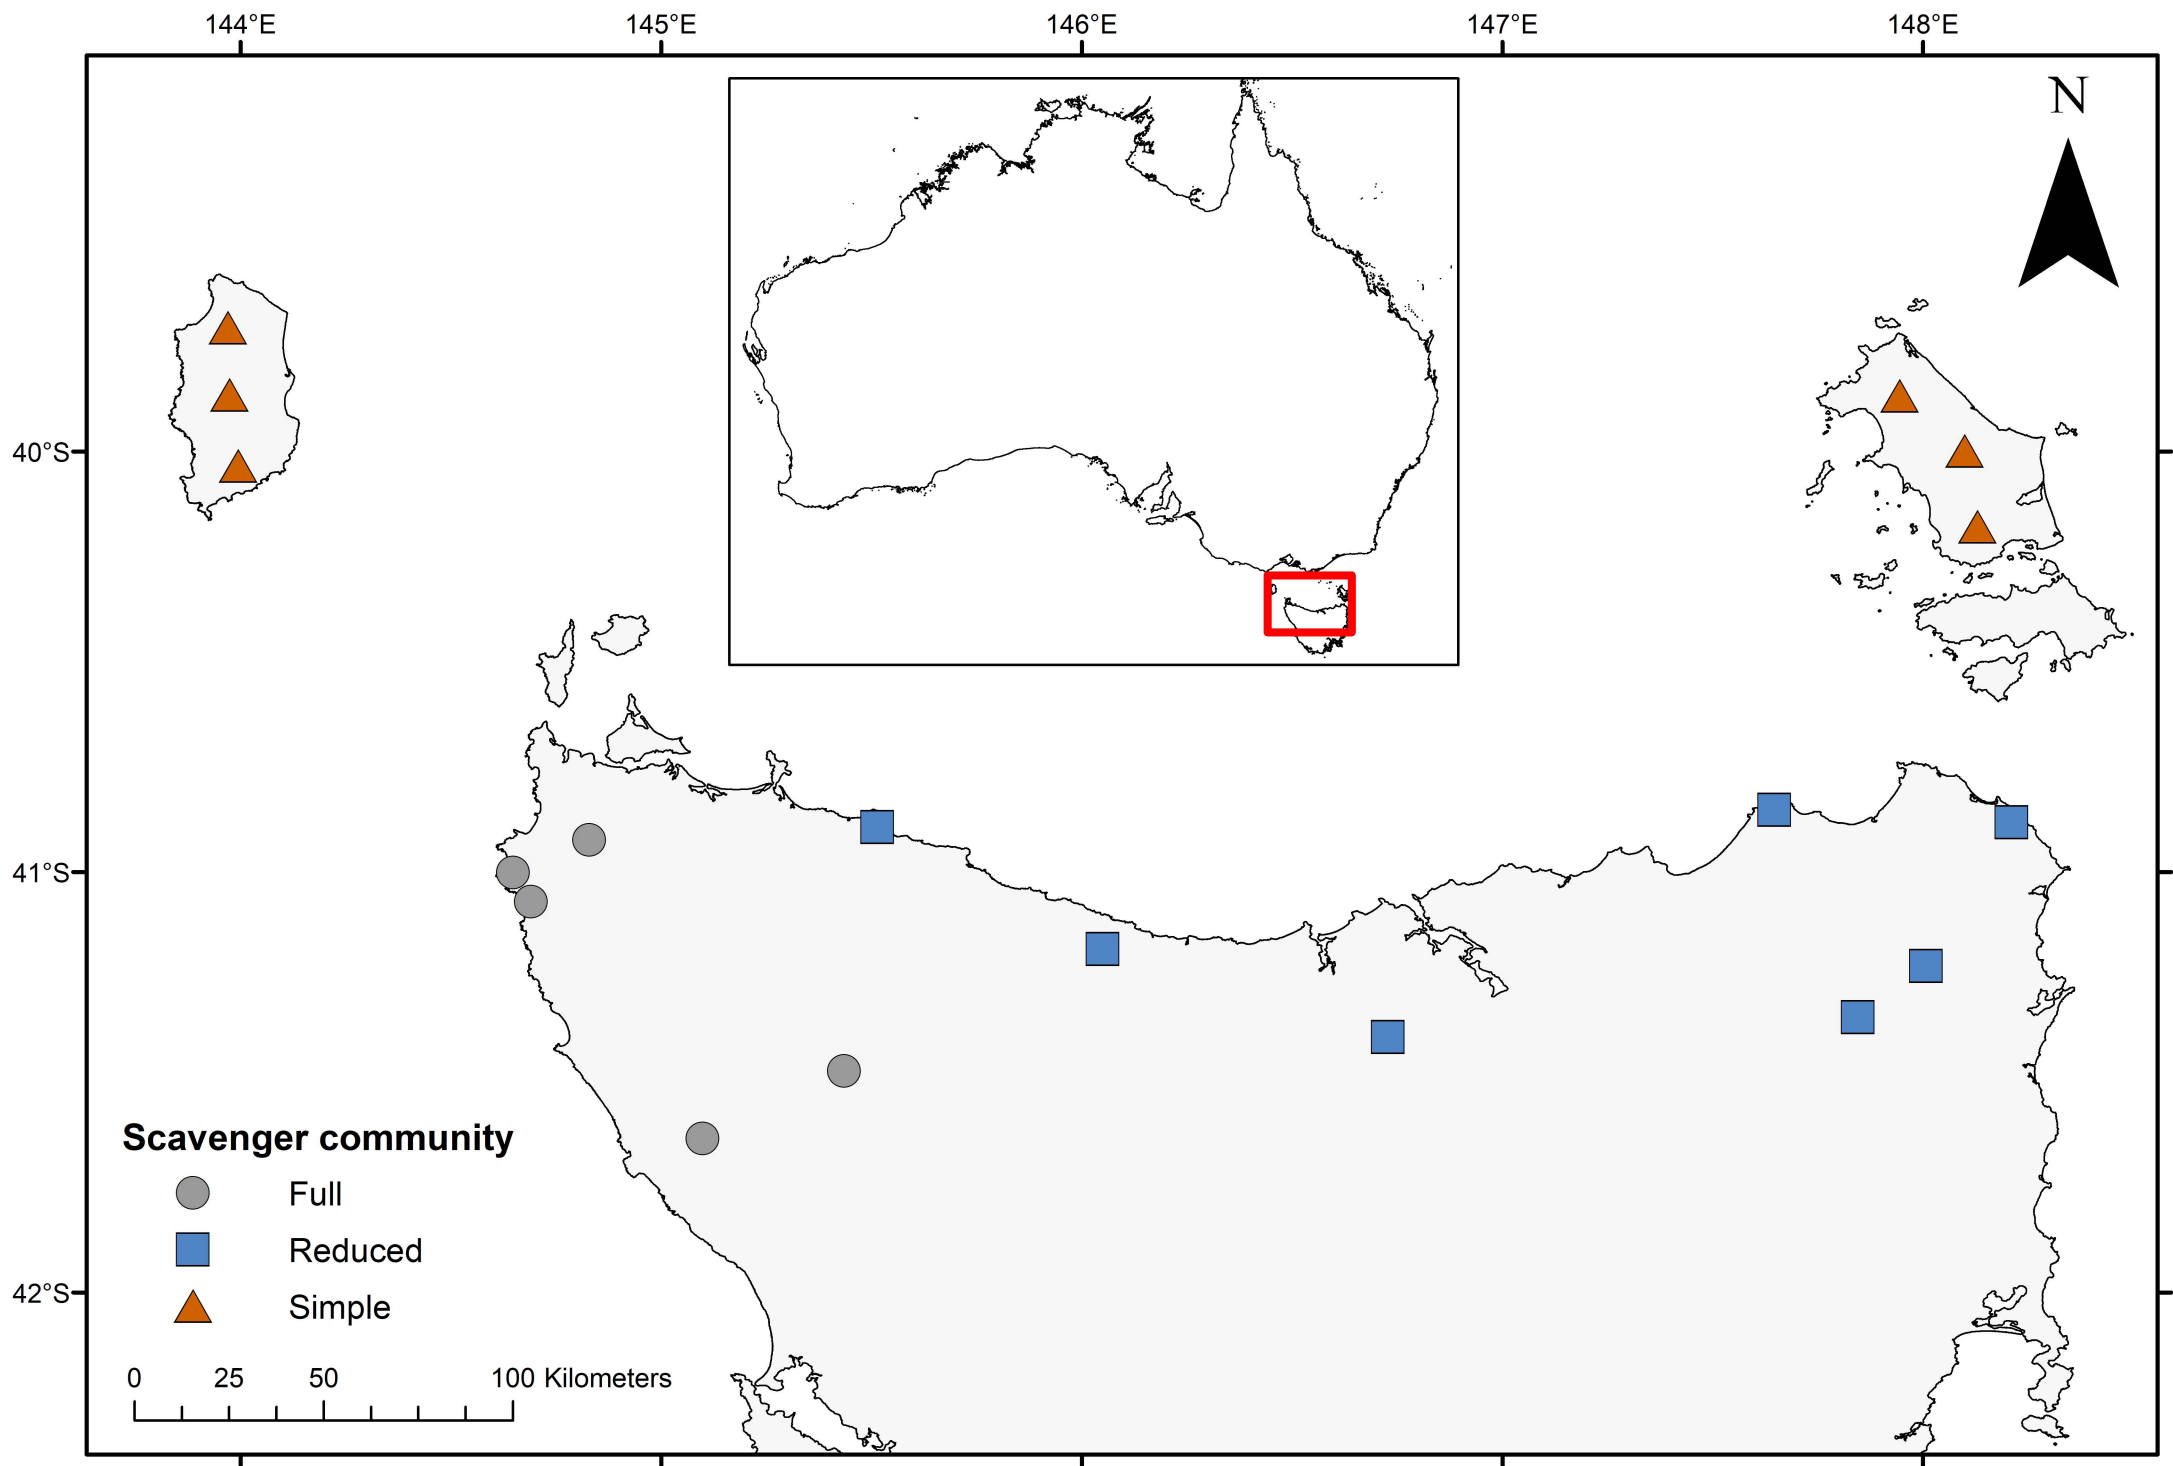 144°E 145°E 146°E 147°E 148°E
N
40°S
41°S
42°S
Scavenger community
Full
Reduced
Simple
0 25 50 100 Kilometers